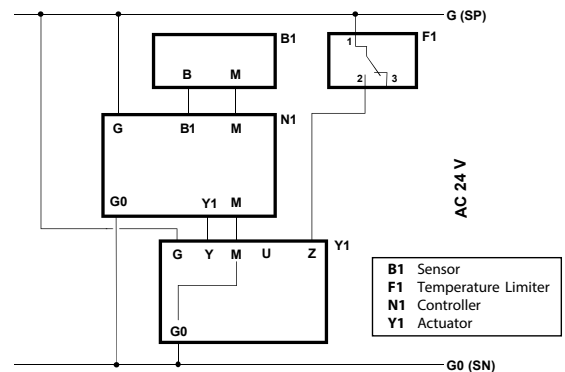 G (SP)
B1
F1
1
B M
2 3
N1
G B1 M
AC 24 V
G0 Y1 M
Y1
G Y M U Z
B1 Sensor
F1 Temperature Limiter
N1 Controller
Y1 Actuator
G0
G0 (SN)